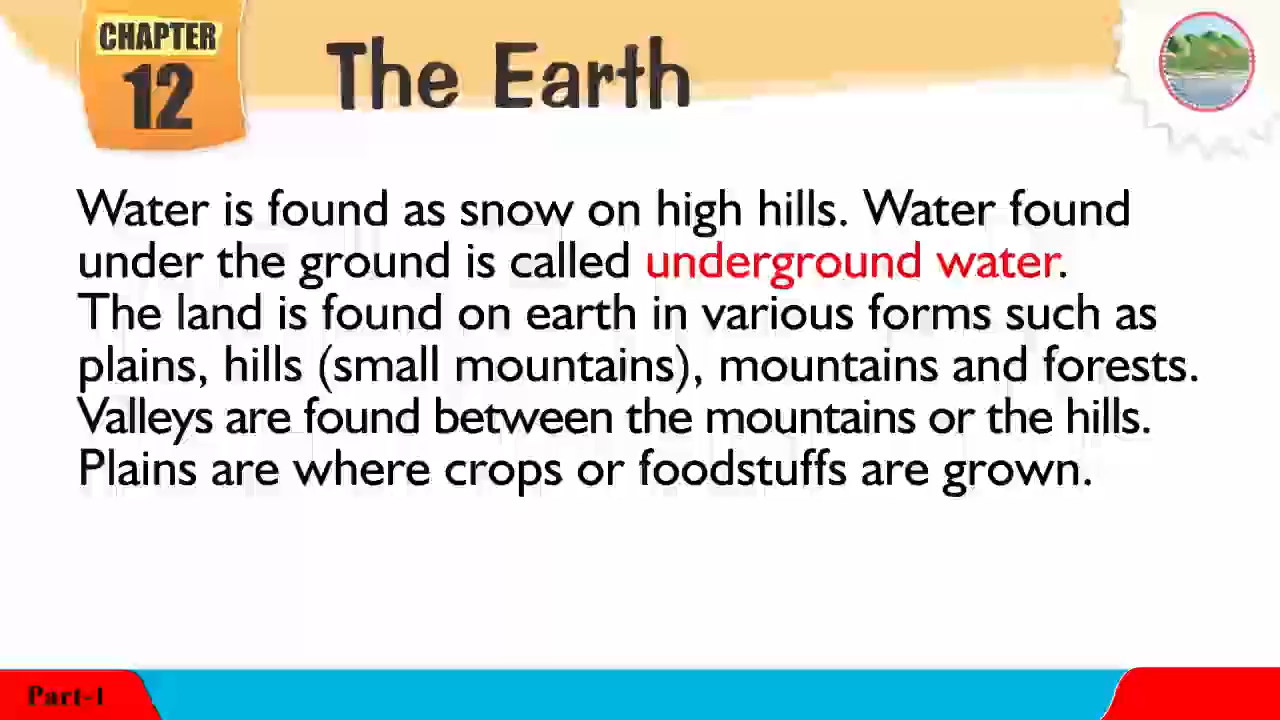 CHAPTER
12
The Earth
Water is found as snow on high hills. Water found
under the ground is called underground water.
The land is found on earth in various forms such as
plains, hills (small mountains), mountains and forests.
Valleys are found between the mountains or the hills.
Plains are where crops or foodstuffs are grown.
Part-1